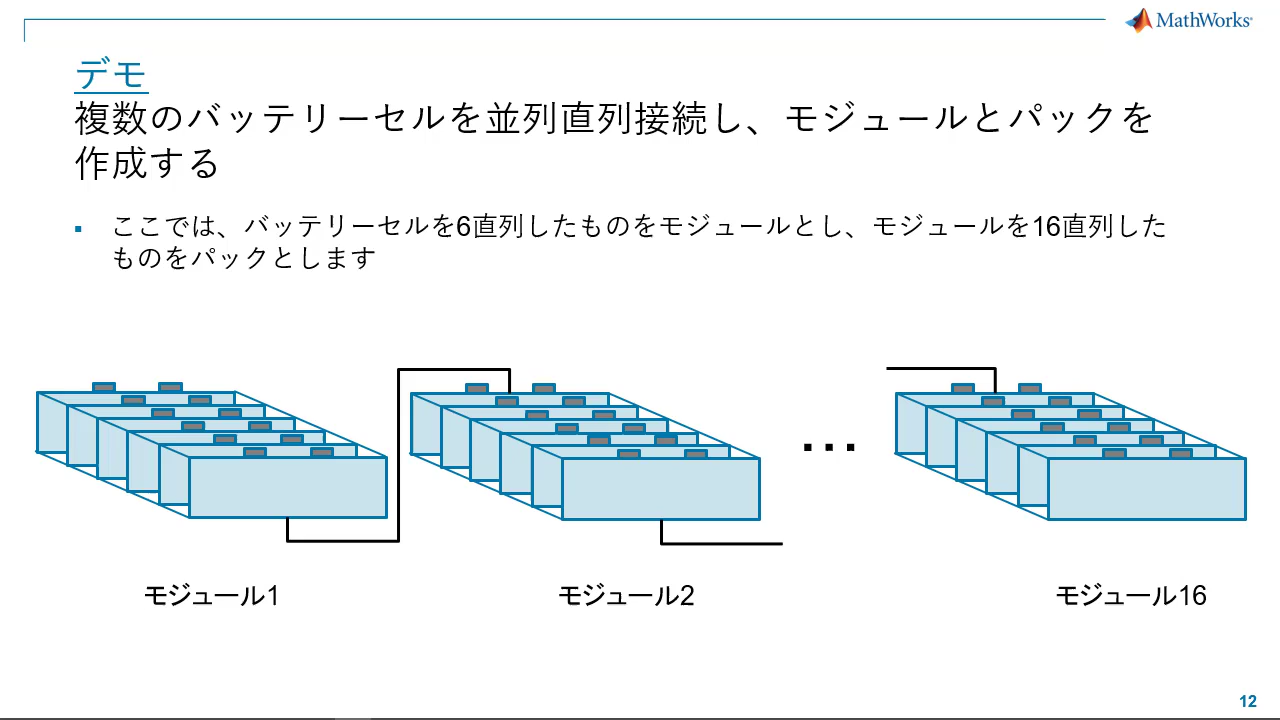 MathWorks®
デモ
複数のバッテリーセルを並列直列接続し、モジュールとパックを
作成する
▪ ここでは、バッテリーセルを6直列したものをモジュールとし、モジュールを16直列した
ものをパックとします
...
モジュール1 モジュール2 モジュール16
12